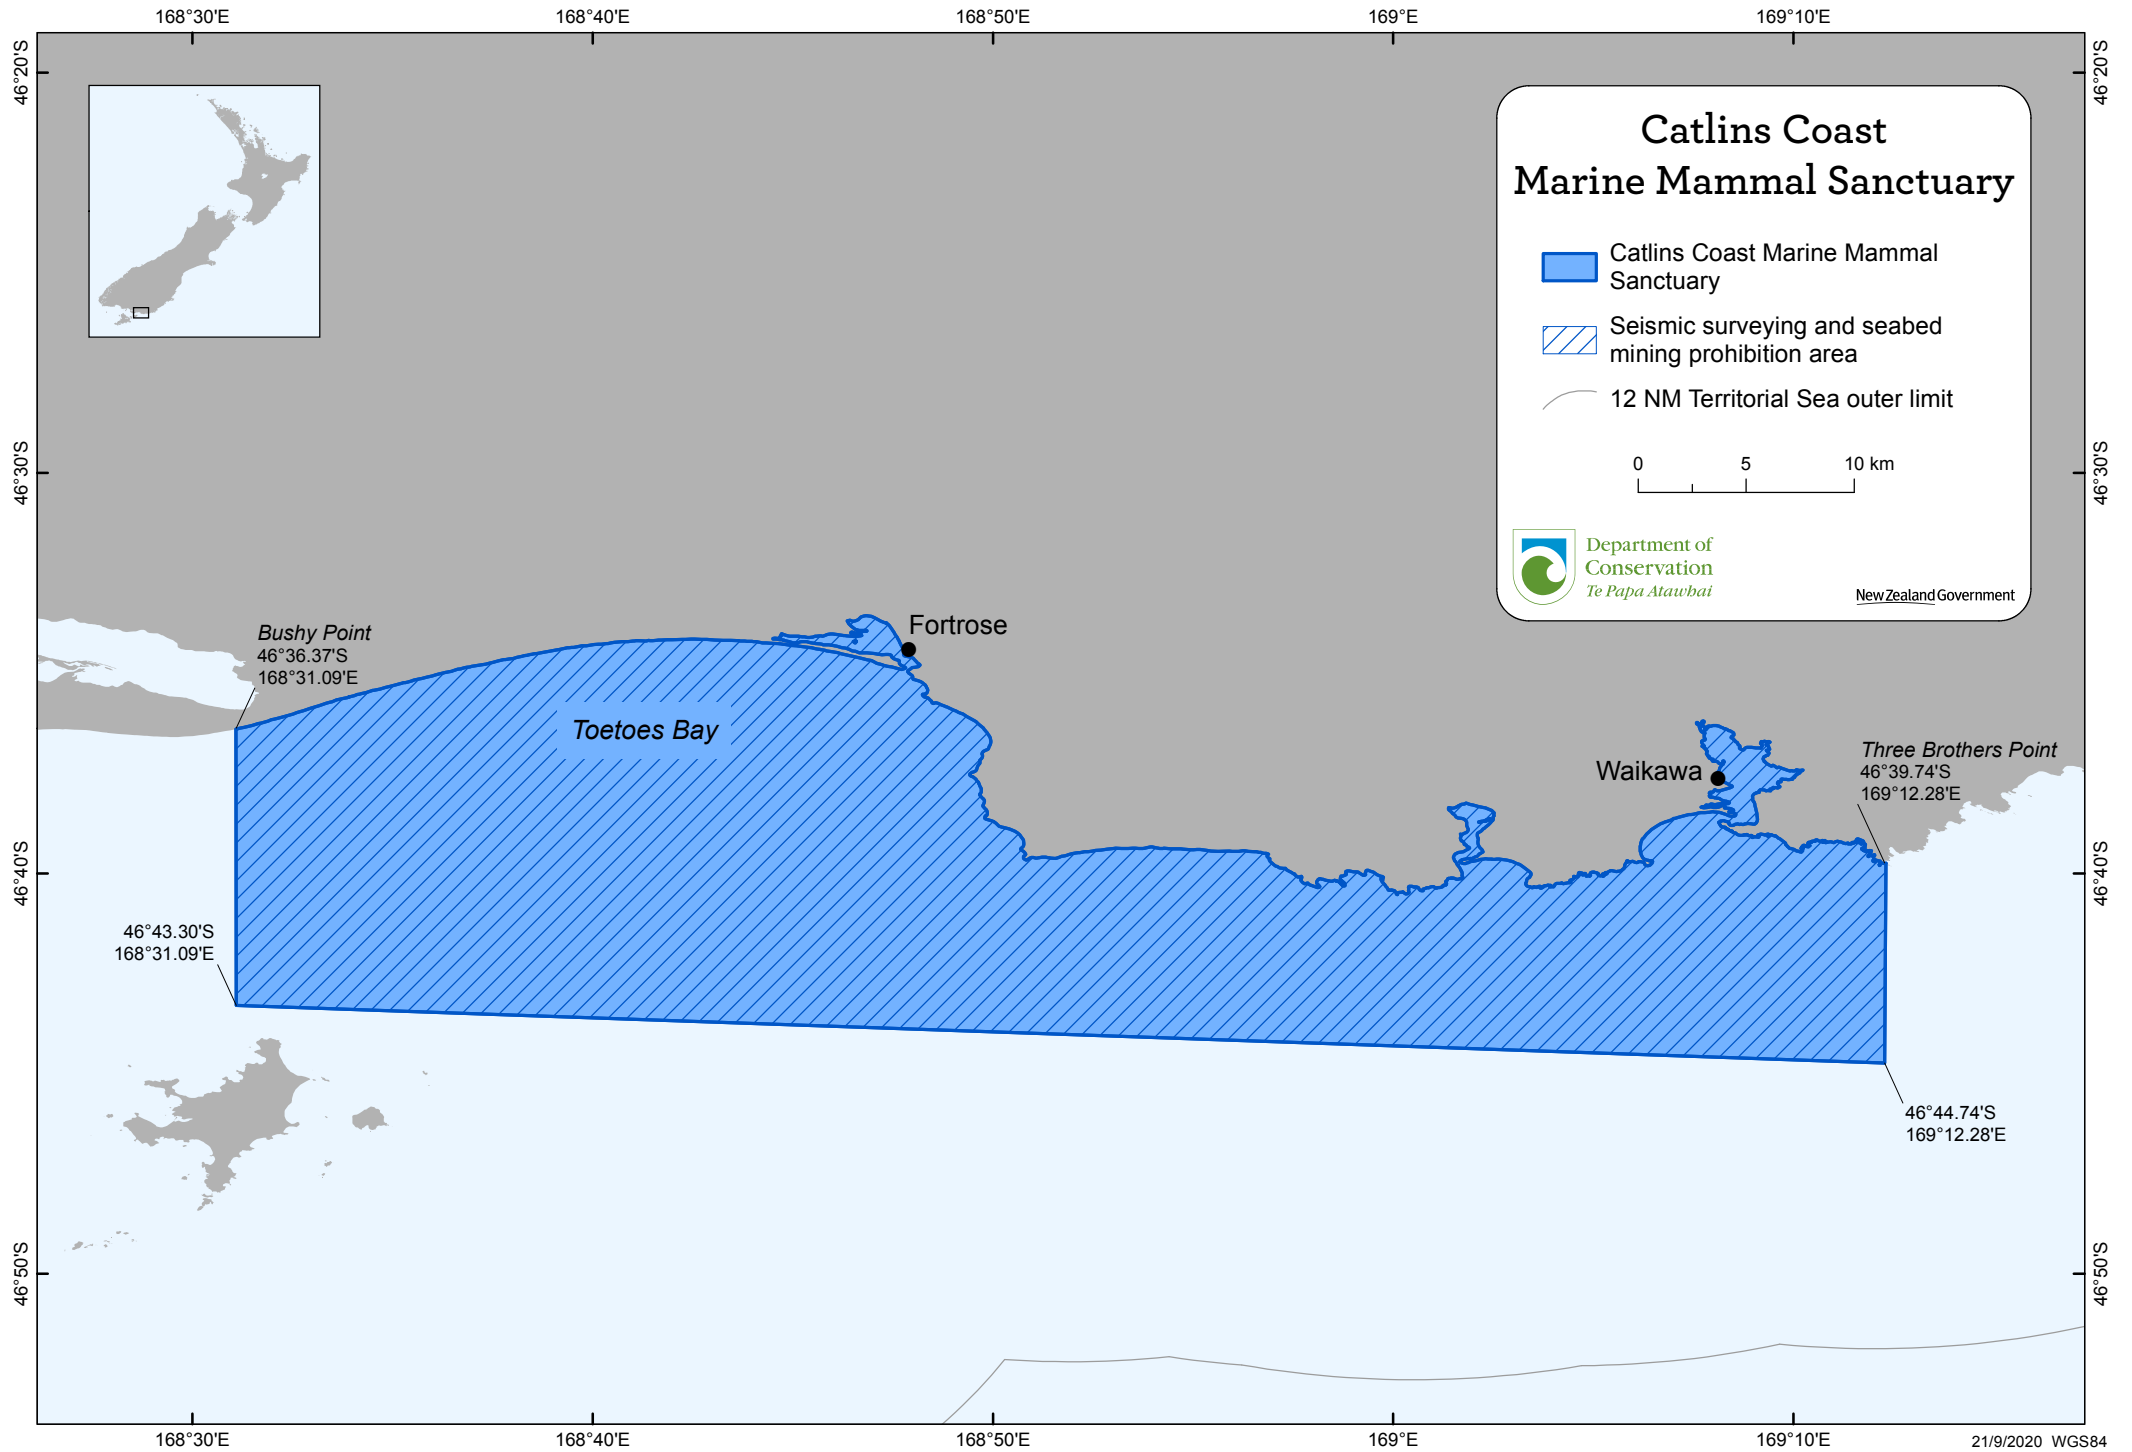 168°30'E
168°40'E
168°50'E
169°E
169°10'E
46°20'S
46°20'S
Catlins Coast
Marine Mammal Sanctuary
Catlins Coast Marine Mammal
Sanctuary
Seismic surveying and seabed
mining prohibition area
12 NM Territorial Sea outer limit
0
5
10 km
46°30'S
46°30'S
Department of
Conservation
Te Papa Atawhai
New Zealand Government
Bushy Point
46°36.37'S
168°31.09'E
Fortrose
Toetoes Bay
Waikawa
Three Brothers Point
46°39.74'S
169°12.28'E
46°40'S
46°40'S
46°43.30'S
168°31.09'E
46°44.74'S
169°12.28'E
46°50'S
46°50'S
168°30'E
168°40'E
168°50'E
169°E
169°10'E
21/9/2020 WGS84